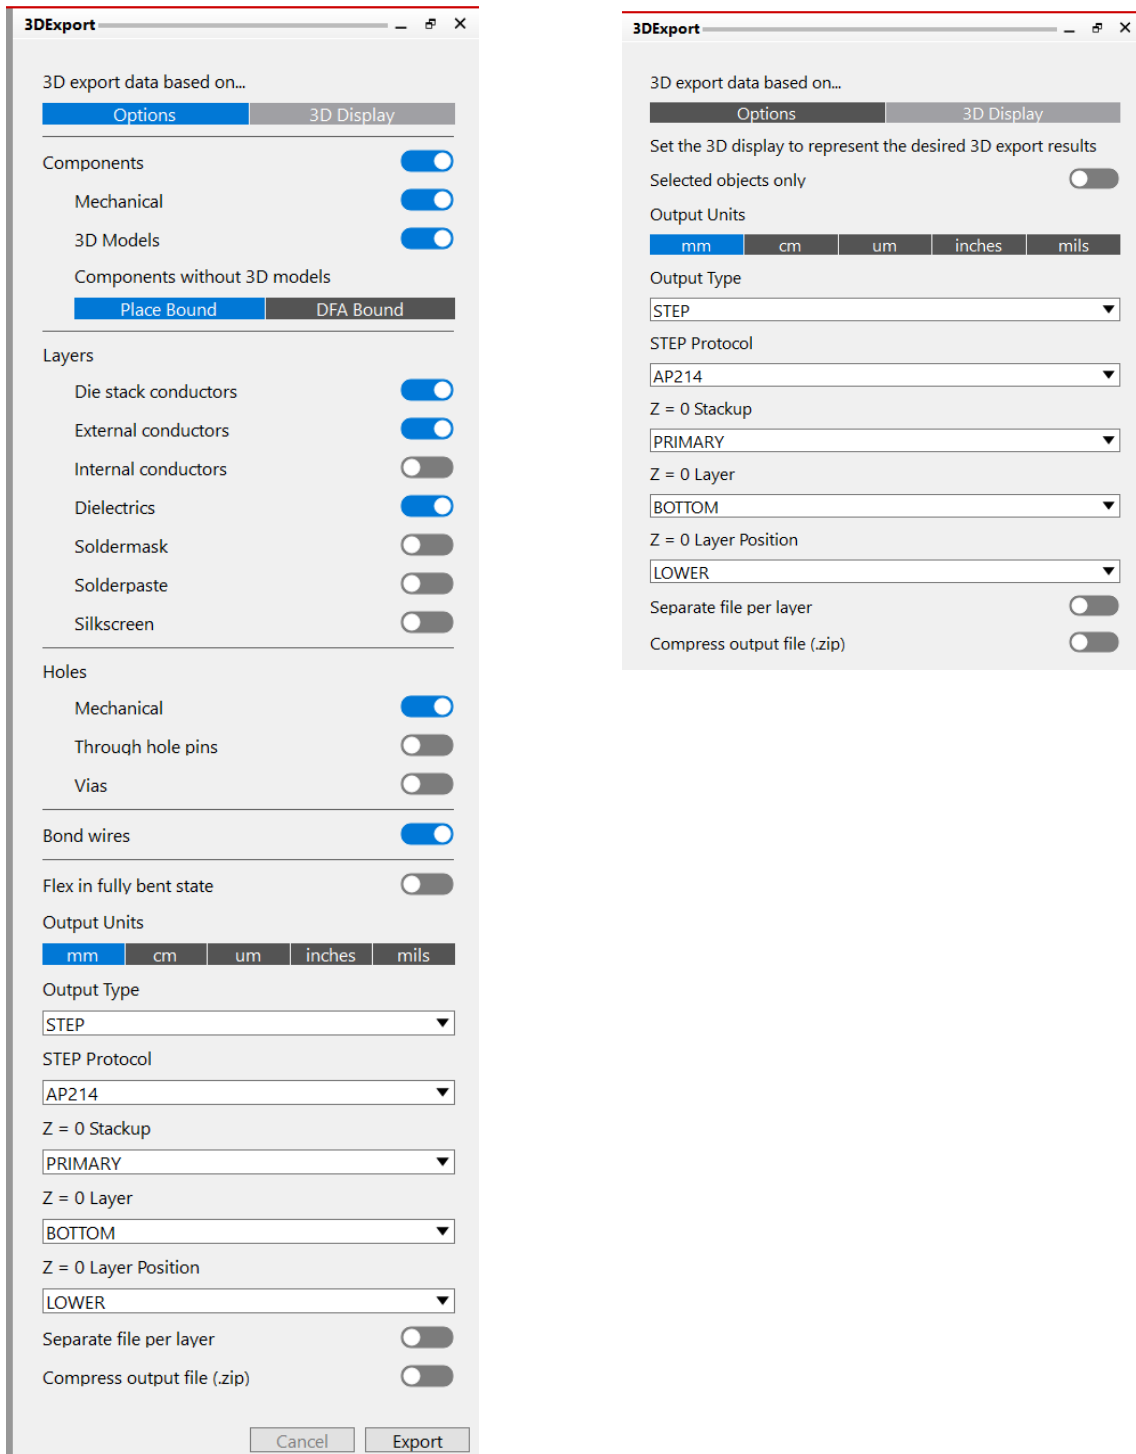 3DExport
3D export data based on...
Options 3D Display
Components
Mechanical
3D Models
Components without 3D models
Place Bound DFA Bound
Layers
Die stack conductors
External conductors
Internal conductors
Dielectrics
Soldermask
Solderpaste
Silkscreen
Holes
Mechanical
Through hole pins
Vias
Bond wires
Flex in fully bent state
Output Units
mm cm um inches mils
Output Type
STEP
STEP Protocol
AP214
Z = 0 Stackup
PRIMARY
Z = 0 Layer
BOTTOM
Z = 0 Layer Position
LOWER
Separate file per layer
Compress output file (.zip)
Cancel Export
3DExport
3D export data based on...
Options 3D Display
Set the 3D display to represent the desired 3D export results
Selected objects only
Output Units
mm cm um inches mils
Output Type
STEP
STEP Protocol
AP214
Z = 0 Stackup
PRIMARY
Z = 0 Layer
BOTTOM
Z = 0 Layer Position
LOWER
Separate file per layer
Compress output file (.zip)